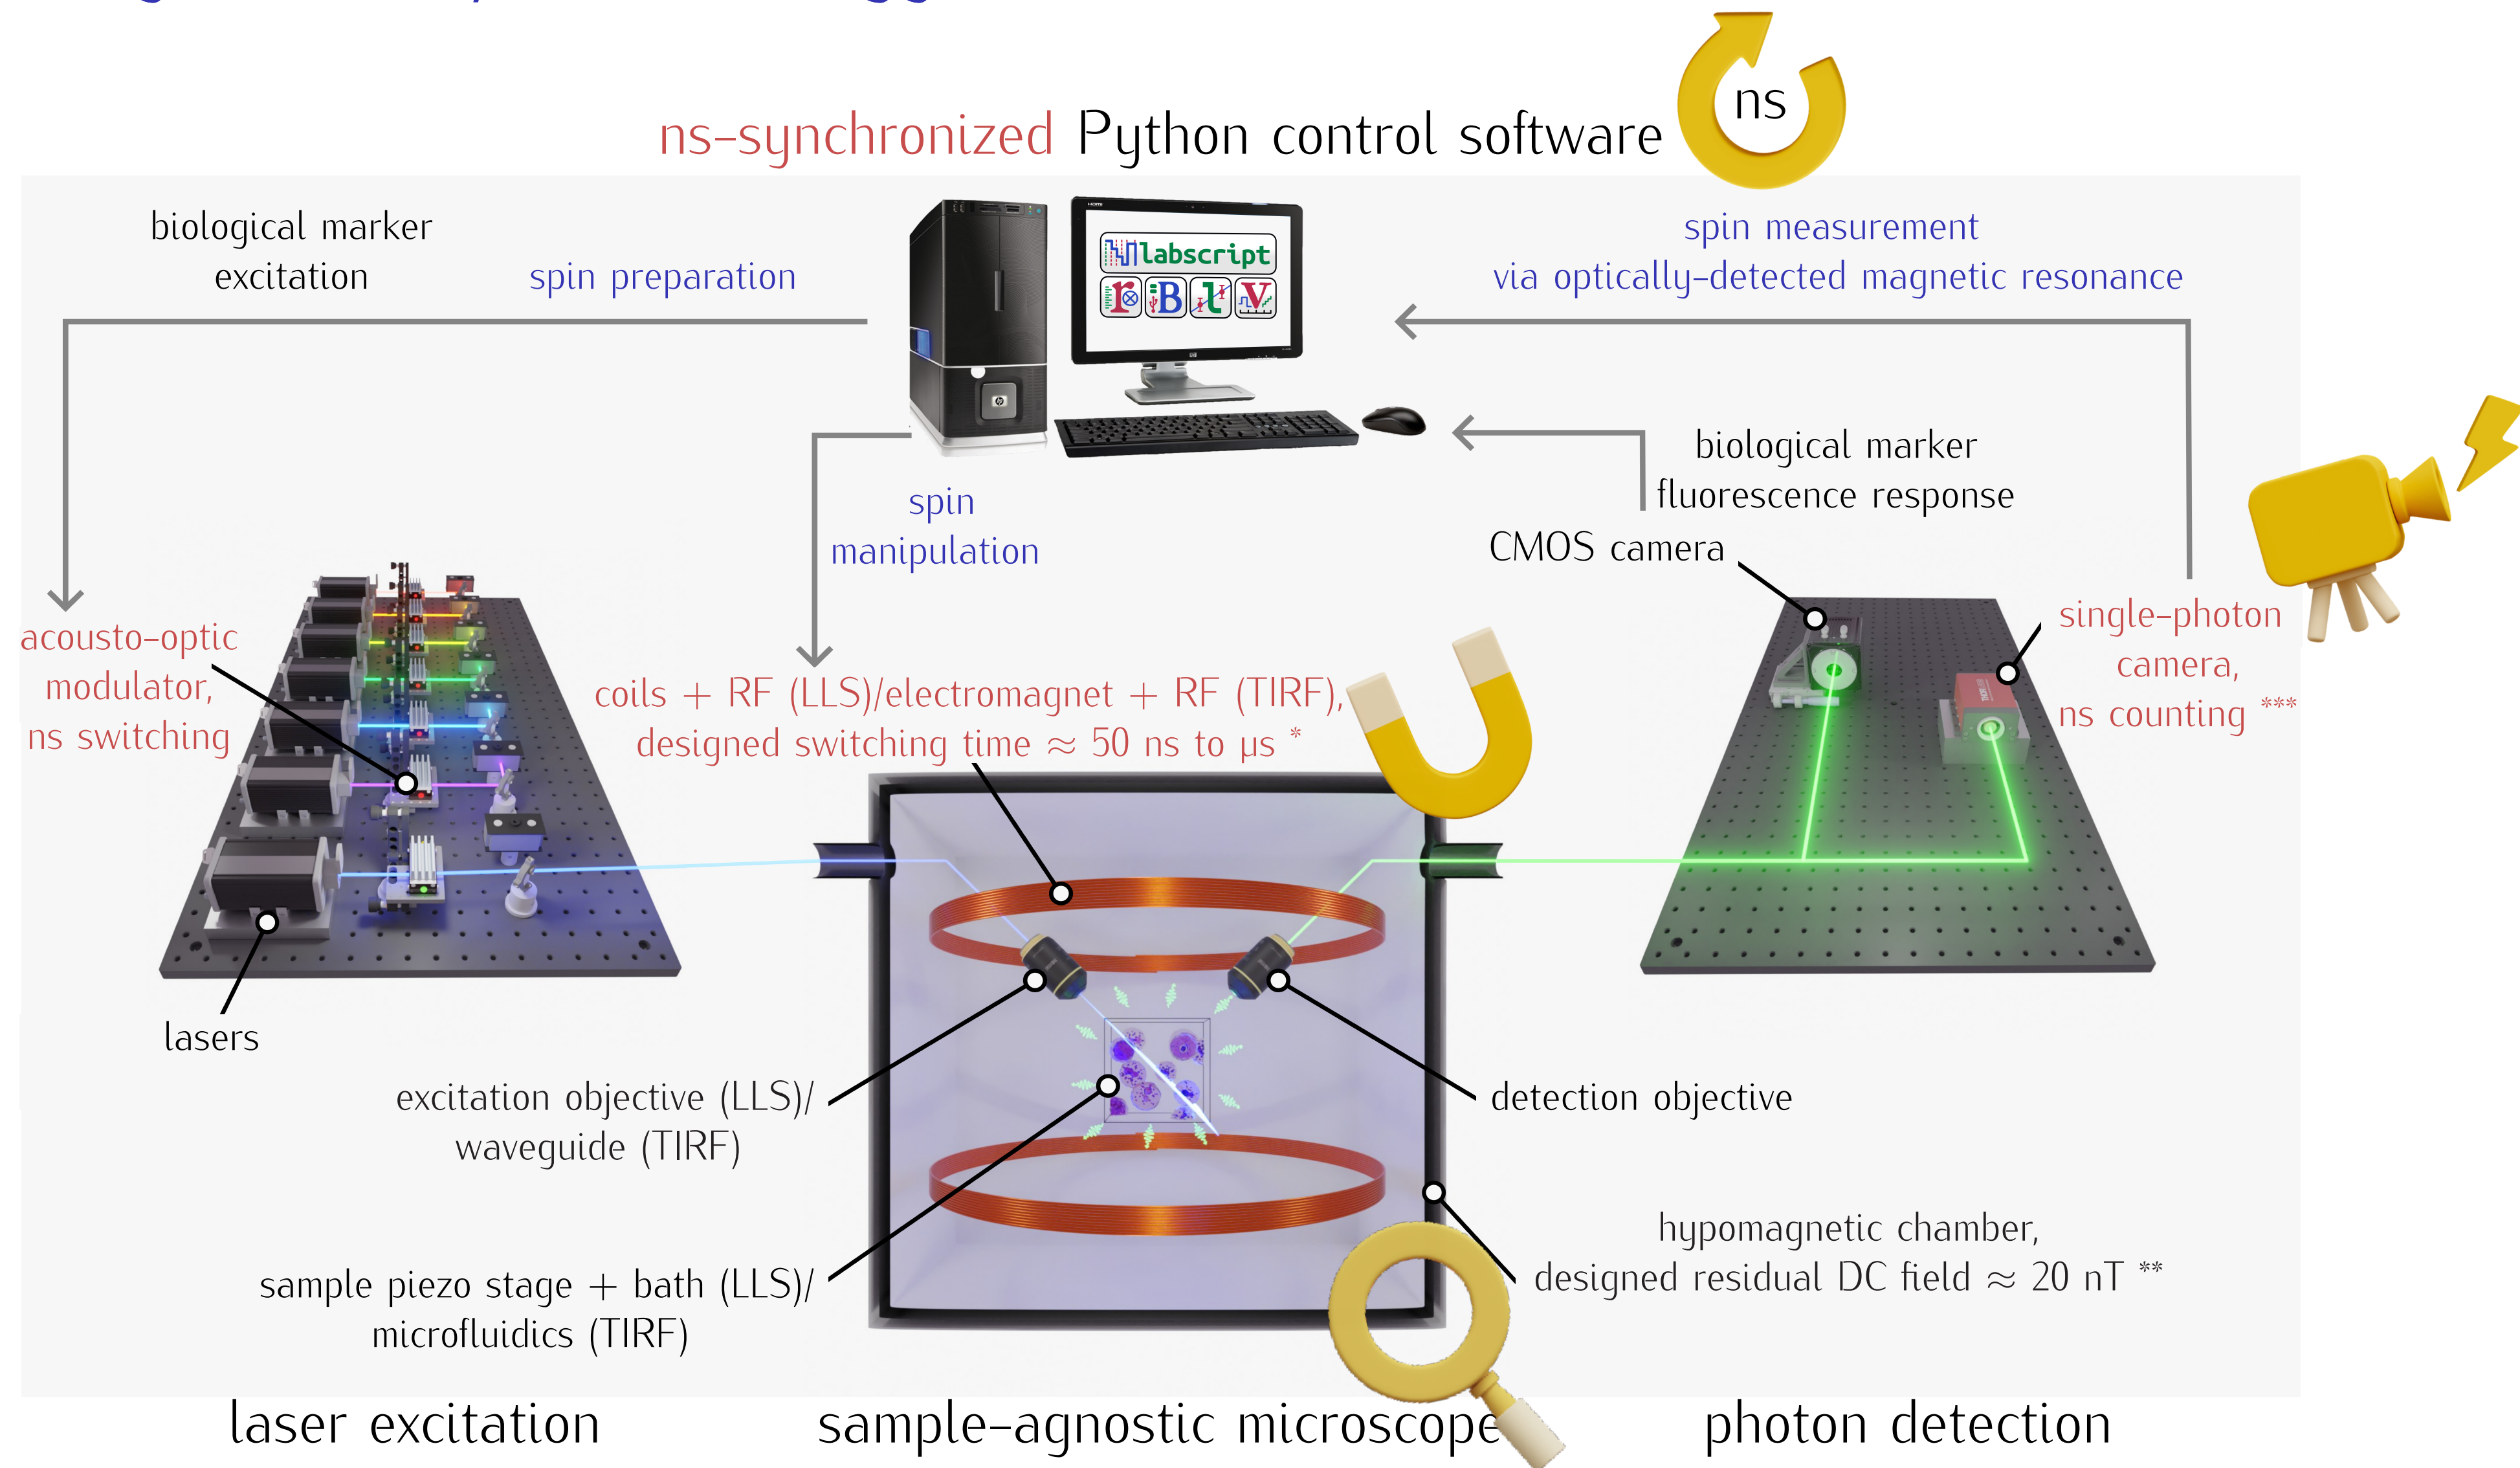 ns-synchronized Python control software
ns
biological marker
excitation
spin preparation
labscript
r B l v
spin measurement
via optically-detected magnetic resonance
spin
manipulation
biological marker
fluorescence response
CMOS camera
acousto-optic
modulator,
ns switching
coils + RF (LLS)/electromagnet + RF (TIRF),
designed switching time ≈ 50 ns to μs *
single-photon
camera,
ns counting ***
lasers
excitation objective (LLS)/
waveguide (TIRF)
detection objective
sample piezo stage + bath (LLS)/
microfluidics (TIRF)
hypomagnetic chamber,
designed residual DC field ≈ 20 nT **
laser excitation
sample-agnostic microscope
photon detection